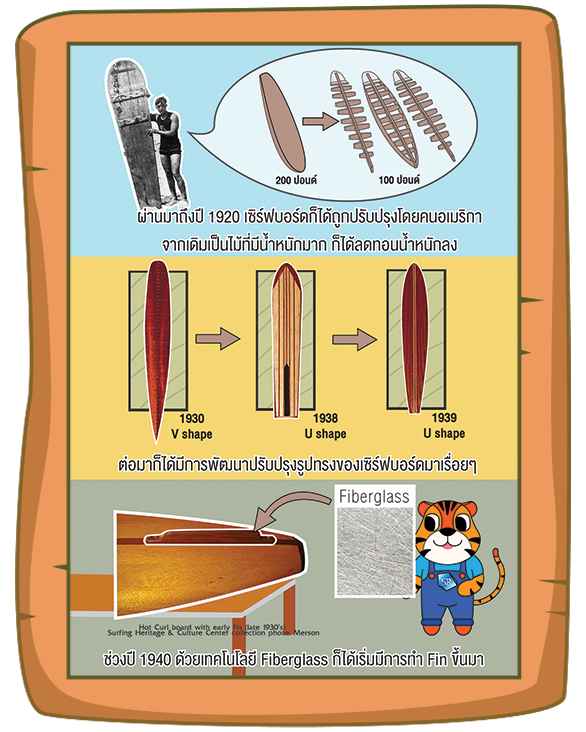 200 ปอนด์
100 ปอนด์
ผ่านมาถึงปี 1920 เซิร์ฟบอร์ดก็ได้ถูกปรับปรุงโดยคนอเมริกา
จากเดิมเป็นไม้ที่มีน้ำหนักมาก ก็ได้ลดทอนน้ำหนักลง
1930
V shape
1938
U shape
1939
U shape
ต่อมาก็ได้มีการพัฒนาปรับปรุงรูปทรงของเซิร์ฟบอร์ดมาเรื่อยๆ
Fiberglass
Hot Curl board with early fin (late 1930's)
Surfing Heritage & Culture Center collection photo: Merson
ช่วงปี 1940 ด้วยเทคโนโลยี Fiberglass ก็ได้เริ่มมีการทำ Fin ขึ้นมา